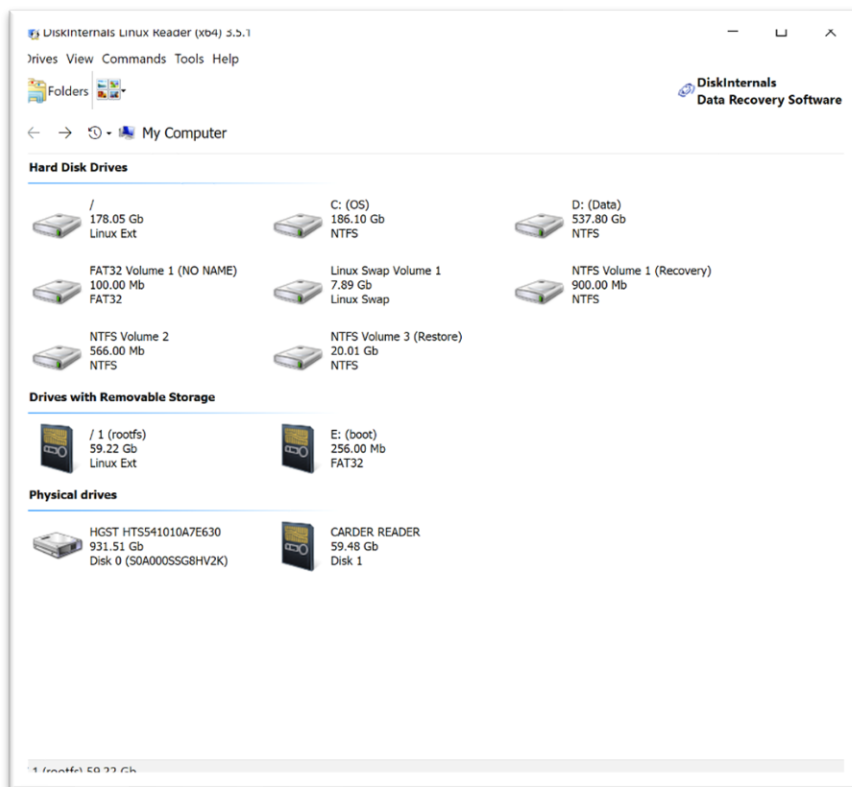 DiskInternals Linux Reader (x64) 3.5.1
Drives View Commands Tools Help
Folders
DiskInternals
Data Recovery Software
My Computer
Hard Disk Drives
/
178.05 Gb
Linux Ext
C: (OS)
186.10 Gb
NTFS
D: (Data)
537.80 Gb
NTFS
FAT32 Volume 1 (NO NAME)
100.00 Mb
FAT32
Linux Swap Volume 1
7.89 Gb
Linux Swap
NTFS Volume 1 (Recovery)
900.00 Mb
NTFS
NTFS Volume 2
566.00 Mb
NTFS
NTFS Volume 3 (Restore)
20.01 Gb
NTFS
Drives with Removable Storage
/ 1 (rootfs)
59.22 Gb
Linux Ext
E: (boot)
256.00 Mb
FAT32
Physical drives
HGST HTS541010A7E630
931.51 Gb
Disk 0 (S0A000SSG8HV2K)
CARDER READER
59.48 Gb
Disk 1
1 (rootfs) 59.22 Gb